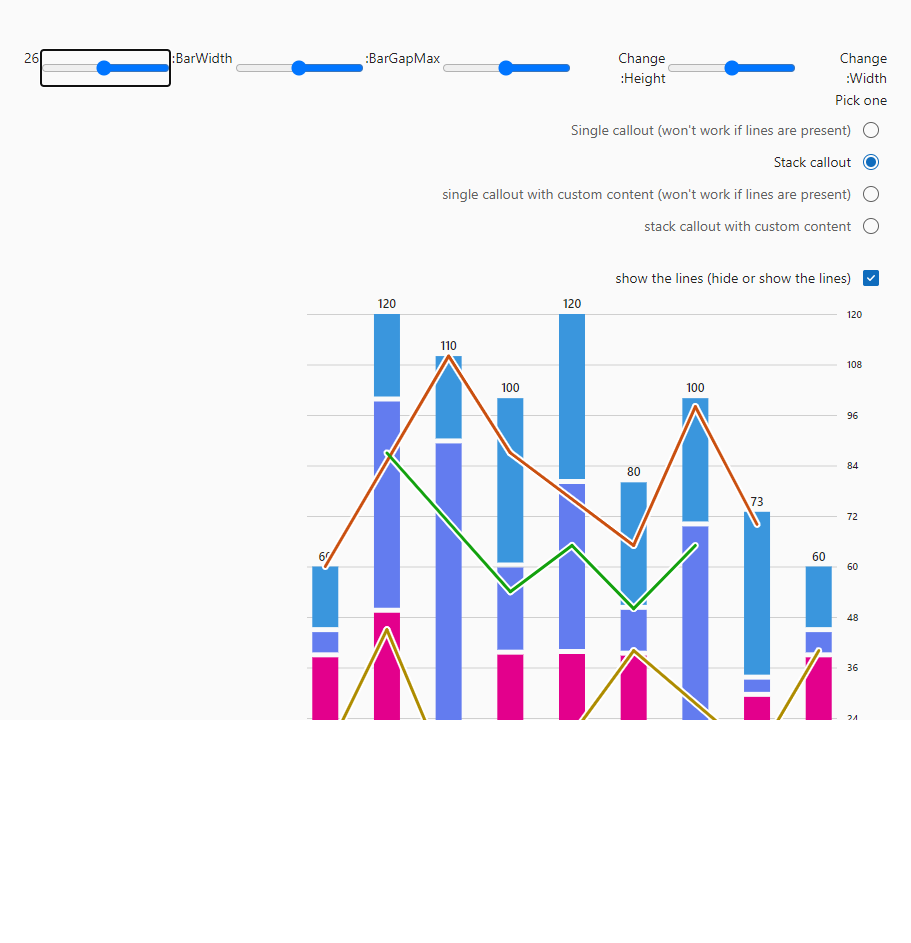 Change
:Width
Change
:Height
:BarGapMax
:BarWidth
26
Pick one
Single callout (won't work if lines are present)
Stack callout
single callout with custom content (won't work if lines are present)
stack callout with custom content
show the lines (hide or show the lines)
120
120
120
110
108
100
100
96
84
80
73
72
60
60
60
48
36
24